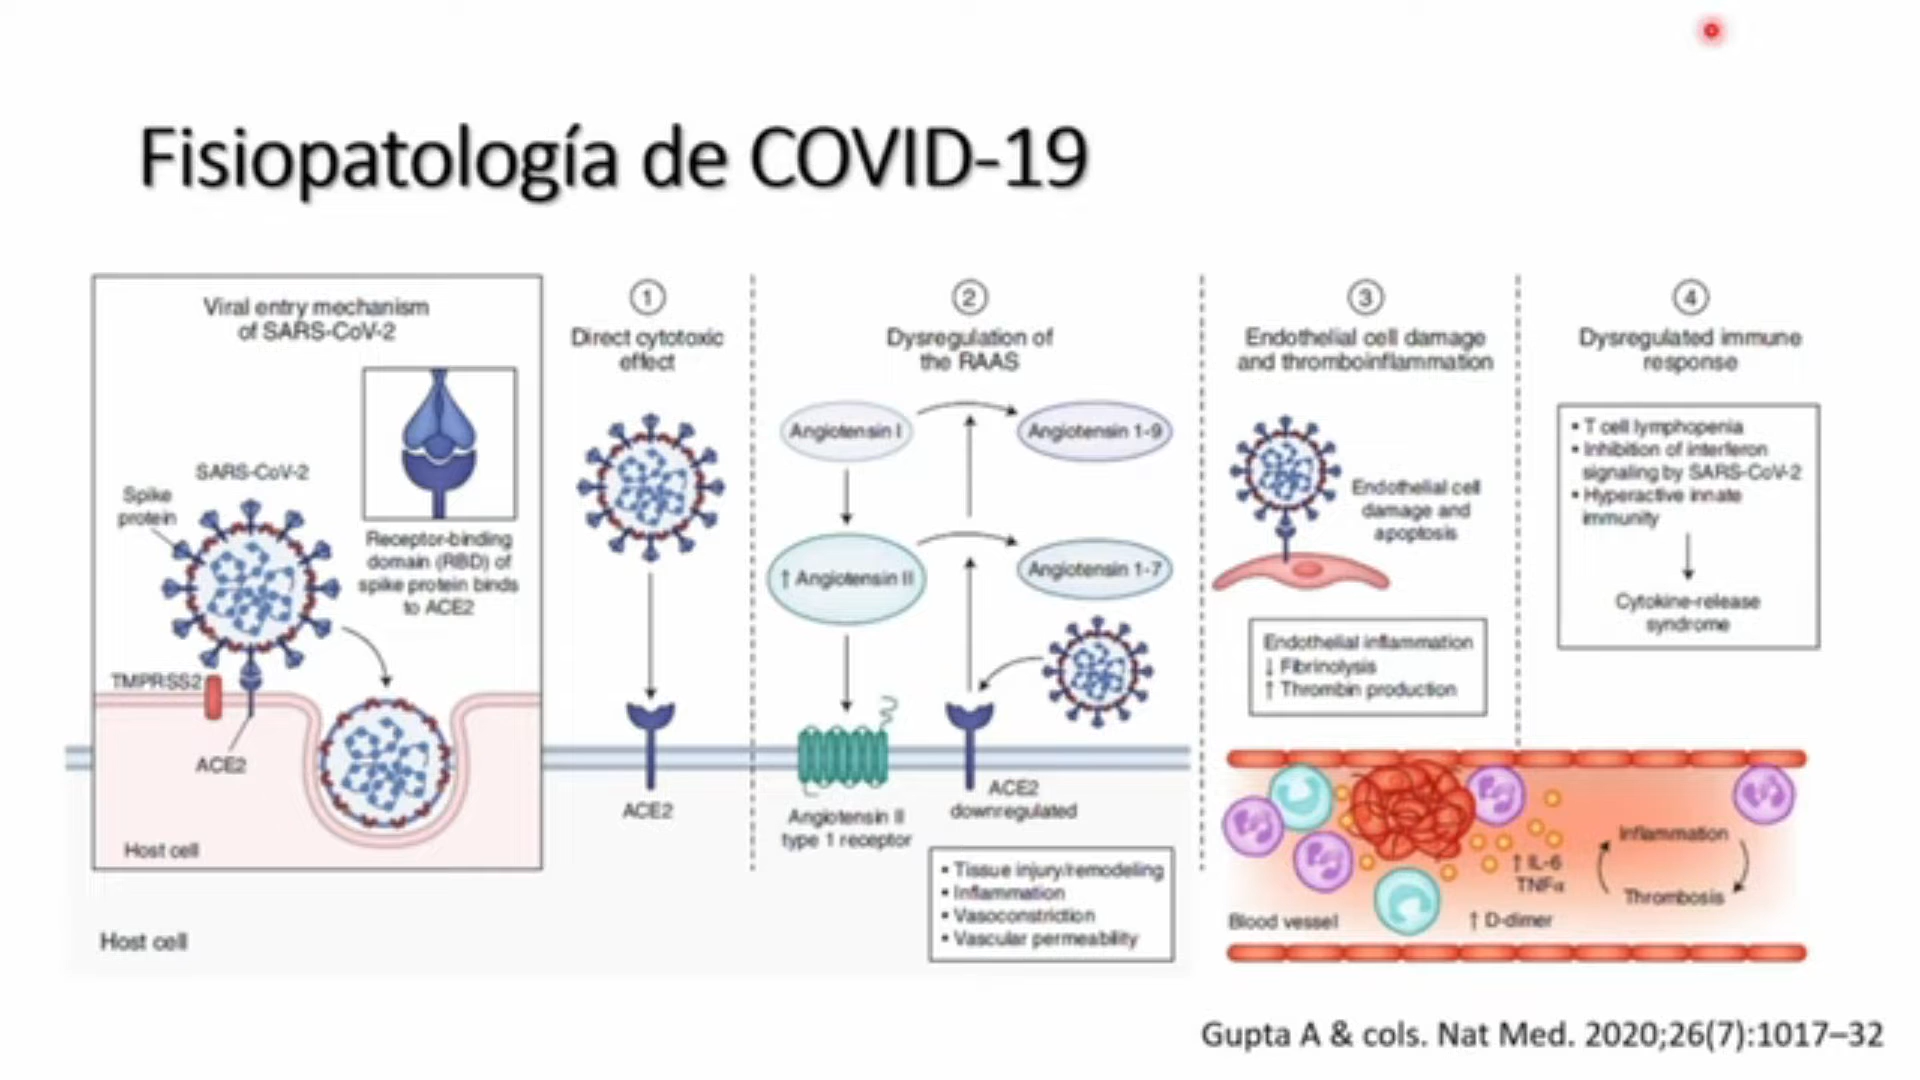 Fisiopatología de COVID-19
Viral entry mechanism
of SARS-CoV-2
SARS-CoV-2
Spike
protein
Receptor-binding
domain (RBD) of
spike protein binds
to ACE2
TMPRSS2
ACE2
Host cell
Host cell
1
Direct cytotoxic
effect
ACE2
2
Dysregulation of
the RAAS
Angiotensin I
Angiotensin 1-9
↑ Angiotensin II
Angiotensin 1-7
Angiotensin II
type 1 receptor
ACE2
downregulated
• Tissue injury/remodeling
• Inflammation
• Vasoconstriction
• Vascular permeability
3
Endothelial cell damage
and thromboinflammation
Endothelial cell
damage and
apoptosis
Endothelial inflammation
↓ Fibrinolysis
↑ Thrombin production
4
Dysregulated immune
response
• T cell lymphopenia
• Inhibition of interferon
signaling by SARS-CoV-2
• Hyperactive innate
immunity
Cytokine-release
syndrome
Inflammation
↑ IL-6
TNFα
Thrombosis
Blood vessel
↑ D-dimer
Gupta A & cols. Nat Med. 2020;26(7):1017–32